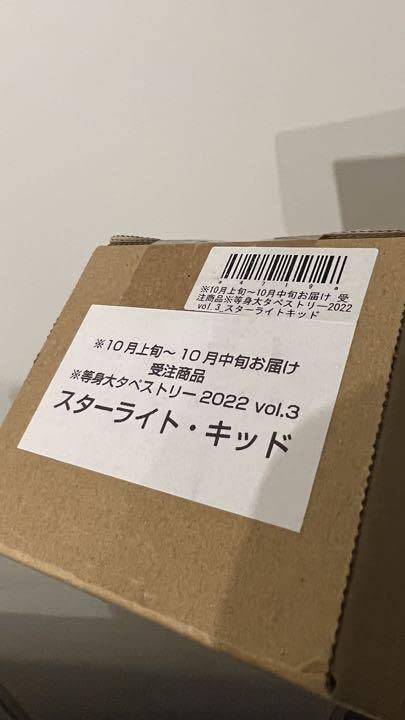 a4719a
※10月上旬～10月中旬お届け 受
注商品※等身大タペストリー2022
vol.3_スターライトキッド
※10月上旬～10月中旬お届け
受注商品
※等身大タペストリー2022 vol.3
スターライト・キッド